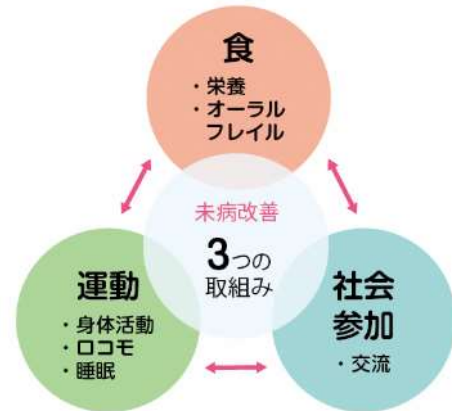 食
・栄養
・オーラル
フレイル
未病改善
3つの
取組み
運動
・身体活動
・ロコモ
・睡眠
社会
参加
・交流